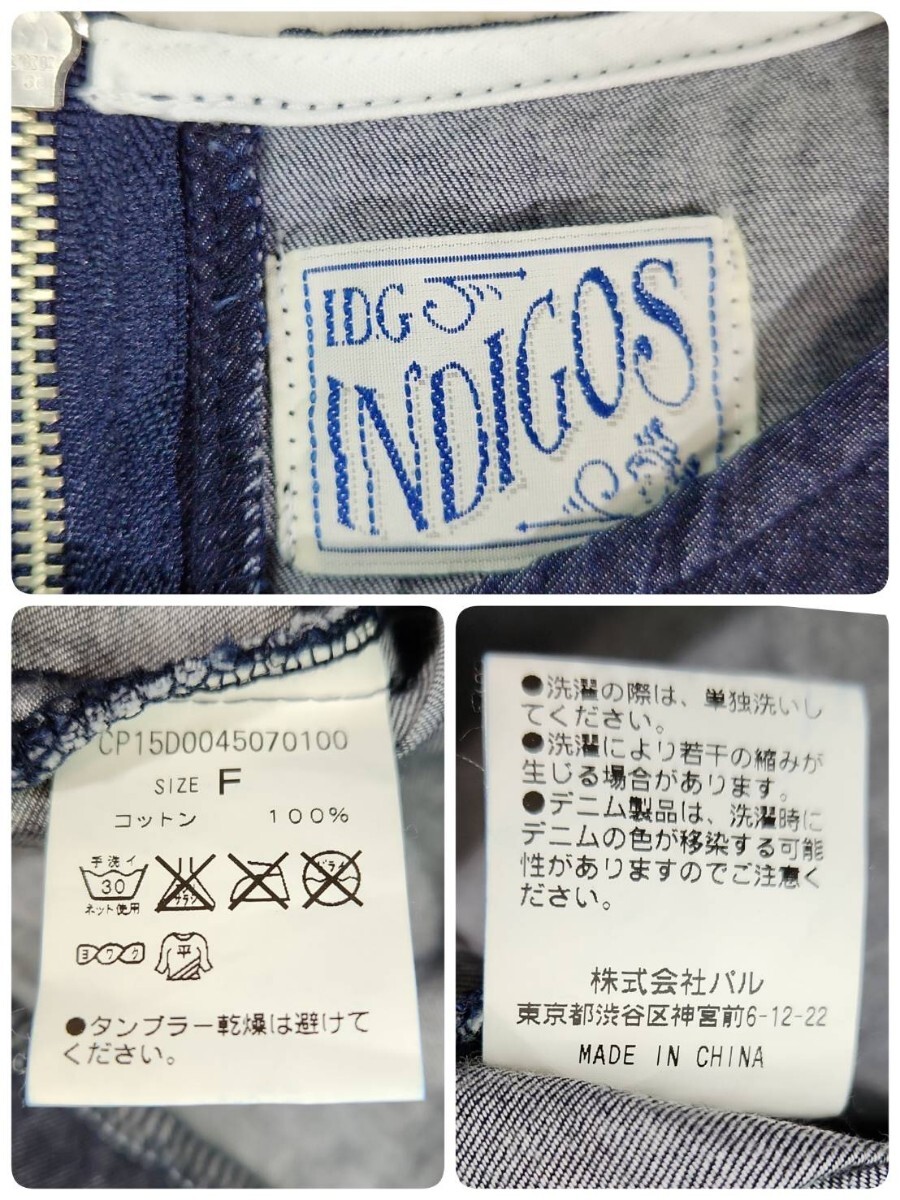 IDG
INDIGOS
CP15D0045070100
SIZE F
コットン 100%
手洗イ
30
ネット使用
エンソサラシ
ドライ
ヨワク
平
●タンブラー乾燥は避けて
ください。
●洗濯の際は、単独洗いし
てください。
●洗濯により若干の縮みが
生じる場合があります。
●デニム製品は、洗濯時に
デニムの色が移染する可能
性がありますのでご注意く
ださい。
株式会社パル
東京都渋谷区神宮前6-12-22
MADE IN CHINA